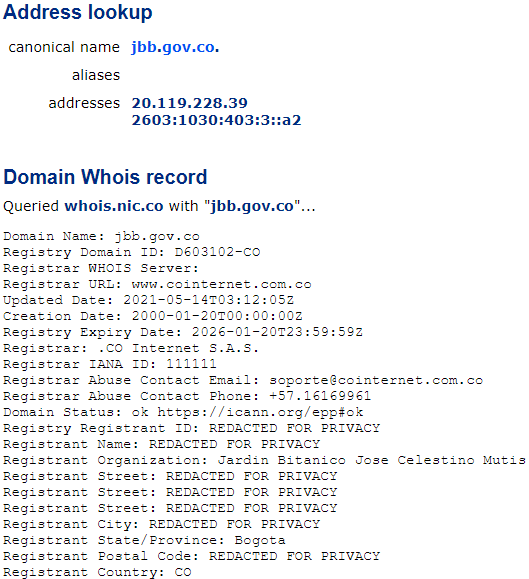 Address lookup
canonical name jbb.gov.co.
aliases
addresses 20.119.228.39
2603:1030:403:3::a2
Domain Whois record
Queried whois.nic.co with "jbb.gov.co"...
Domain Name: jbb.gov.co
Registry Domain ID: D603102-CO
Registrar WHOIS Server:
Registrar URL: www.cointernet.com.co
Updated Date: 2021-05-14T03:12:05Z
Creation Date: 2000-01-20T00:00:00Z
Registry Expiry Date: 2026-01-20T23:59:59Z
Registrar: .CO Internet S.A.S.
Registrar IANA ID: 111111
Registrar Abuse Contact Email: soporte@cointernet.com.co
Registrar Abuse Contact Phone: +57.16169961
Domain Status: ok https://icann.org/epp#ok
Registry Registrant ID: REDACTED FOR PRIVACY
Registrant Name: REDACTED FOR PRIVACY
Registrant Organization: Jardin Bitanico Jose Celestino Mutis
Registrant Street: REDACTED FOR PRIVACY
Registrant Street: REDACTED FOR PRIVACY
Registrant Street: REDACTED FOR PRIVACY
Registrant City: REDACTED FOR PRIVACY
Registrant State/Province: Bogota
Registrant Postal Code: REDACTED FOR PRIVACY
Registrant Country: CO